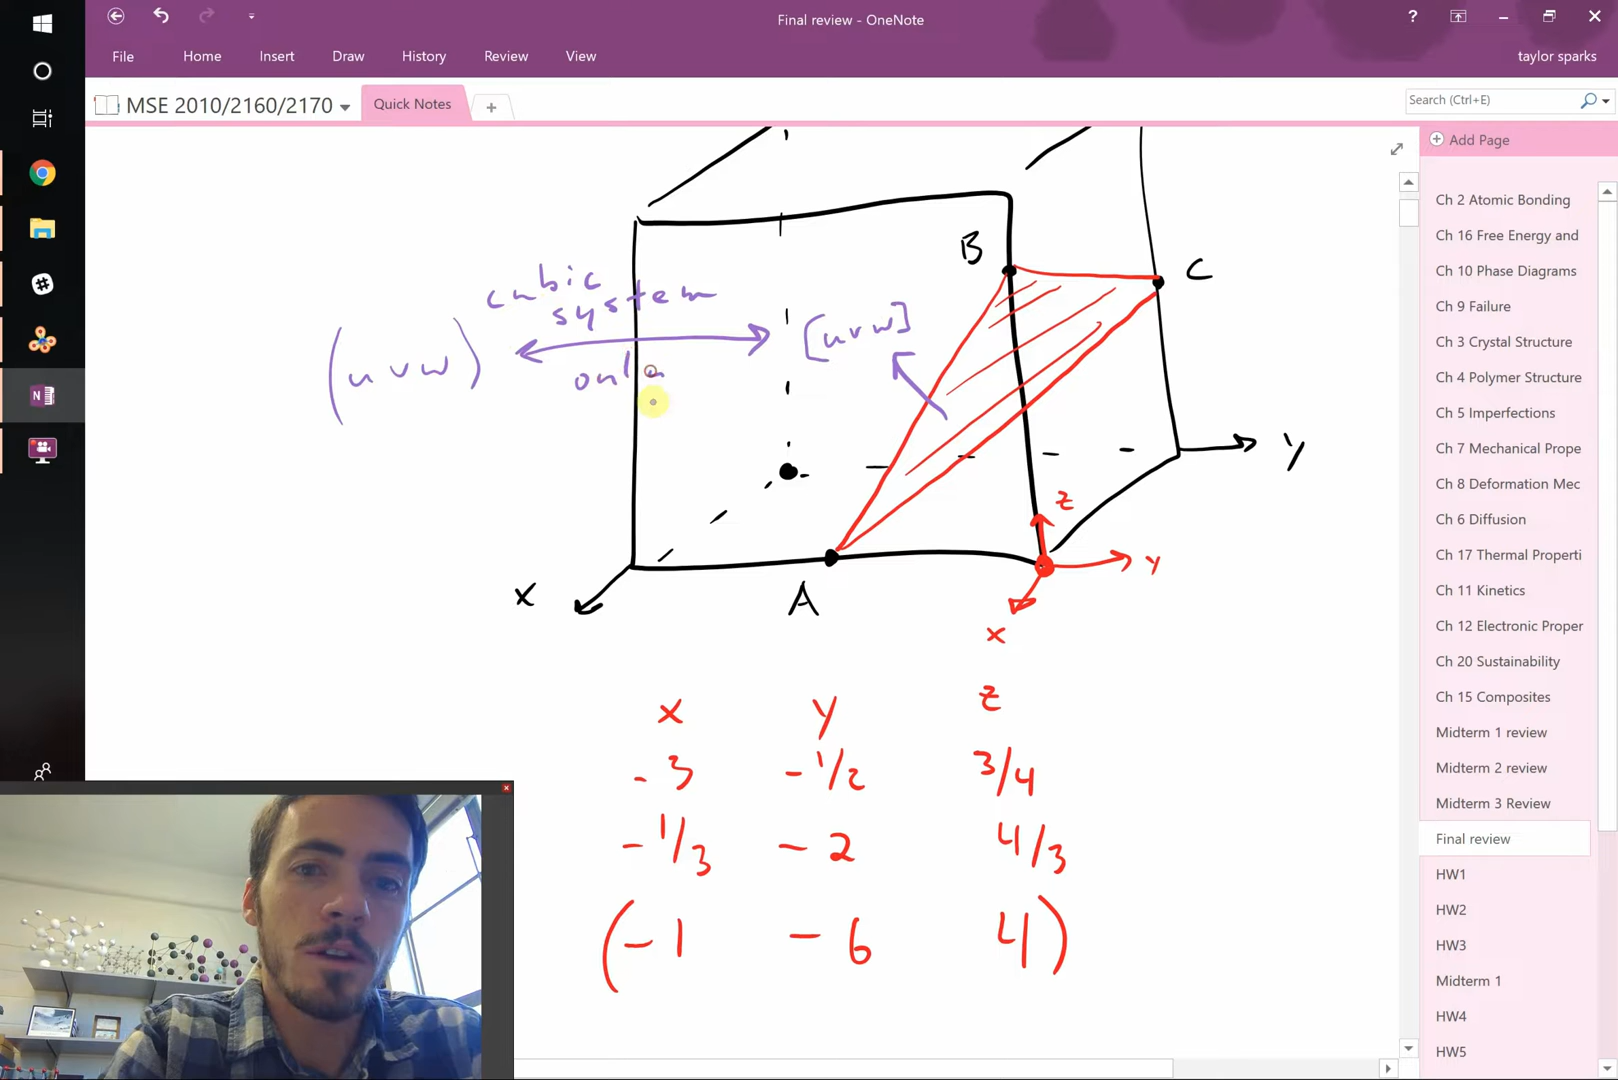 Final review - OneNote
?
File Home Insert Draw History Review View
taylor sparks
MSE 2010/2160/2170
Quick Notes
+
Search (Ctrl+E)
Add Page
Ch 2 Atomic Bonding
Ch 16 Free Energy and
Ch 10 Phase Diagrams
Ch 9 Failure
Ch 3 Crystal Structure
Ch 4 Polymer Structure
Ch 5 Imperfections
Ch 7 Mechanical Prope
Ch 8 Deformation Mec
Ch 6 Diffusion
Ch 17 Thermal Properti
Ch 11 Kinetics
Ch 12 Electronic Proper
Ch 20 Sustainability
Ch 15 Composites
Midterm 1 review
Midterm 2 review
Midterm 3 Review
Final review
HW1
HW2
HW3
Midterm 1
HW4
HW5
B
C
cubic
system
(u v w)
[u v w]
only
y
z
y
x
A
x
x y z
-3 -1/2 3/4
-1/3 -2 4/3
(-1 -6 4)